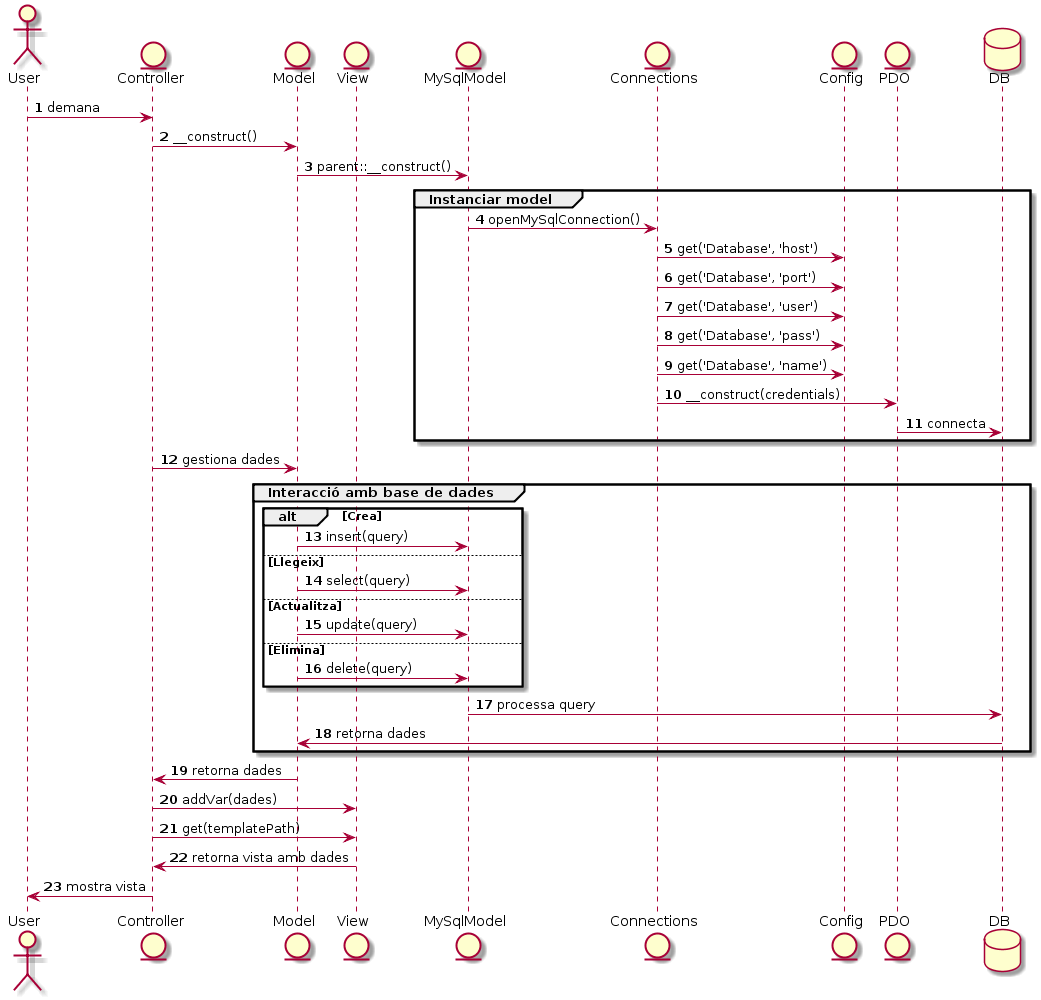 User
Controller
Model
View
MySqlModel
Connections
Config
PDO
DB
1 demana
2 __construct()
3 parent::__construct()
Instanciar model
4 openMySqlConnection()
5 get('Database', 'host')
6 get('Database', 'port')
7 get('Database', 'user')
8 get('Database', 'pass')
9 get('Database', 'name')
10 __construct(credentials)
11 connecta
12 gestiona dades
Interacció amb base de dades
alt [Crea]
13 insert(query)
[Llegeix]
14 select(query)
[Actualitza]
15 update(query)
[Elimina]
16 delete(query)
17 processa query
18 retorna dades
19 retorna dades
20 addVar(dades)
21 get(templatePath)
22 retorna vista amb dades
23 mostra vista
User
Controller
Model
View
MySqlModel
Connections
Config
PDO
DB